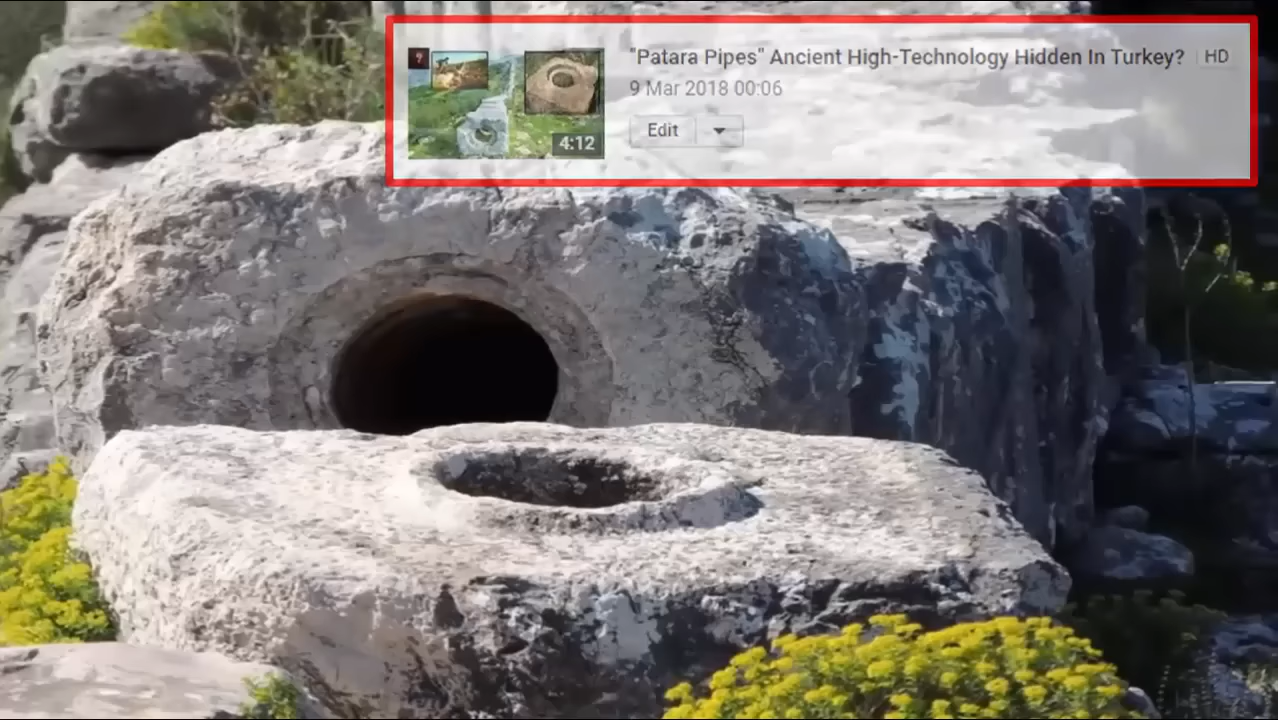 "Patara Pipes" Ancient High-Technology Hidden In Turkey? HD
9 Mar 2018 00:06
4:12
Edit